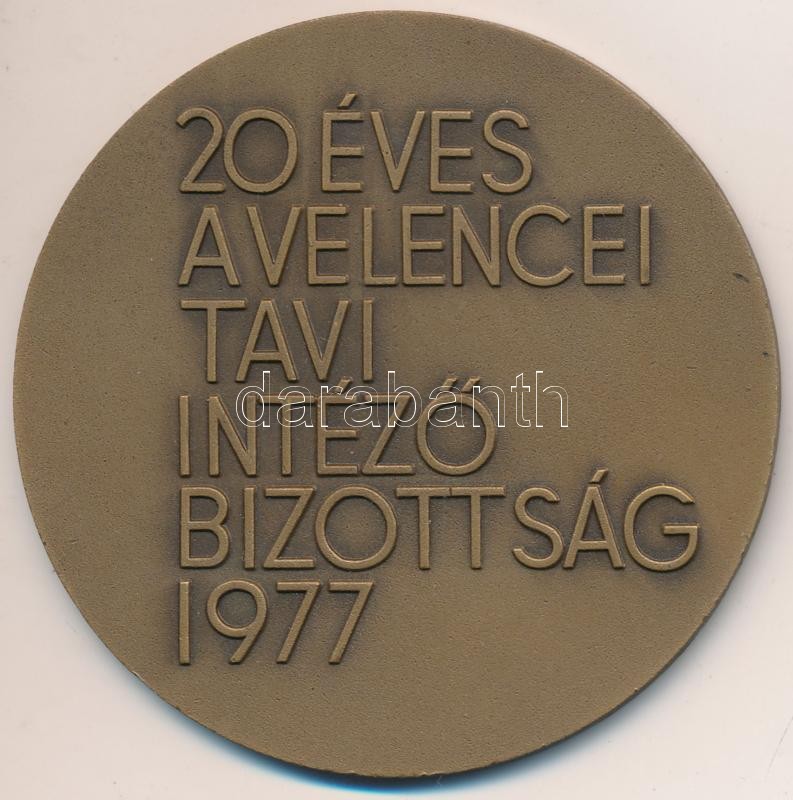 20 ÉVES
A VELENCEI
TAVI
INTÉZŐ
darabanth
BIZOTTSÁG
1977